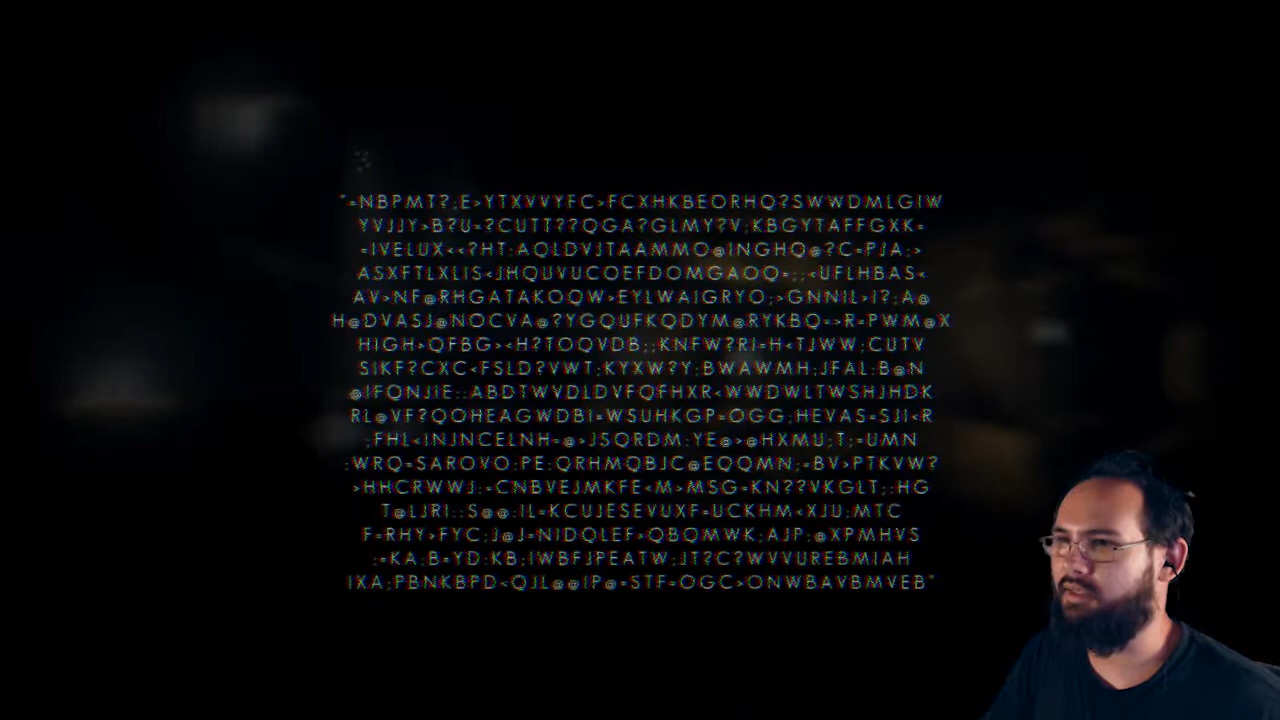 "=NBPMT?;E>YTXVVYFC>FCXHKBEORHQ?SWWDMLGIW
YVJJY>B?U=?CUTT??QGA?GLMY?V;KBGYTAFFGXK=
=IVELUX<<?HT:AQLDVJTAAMMO@INGHQ@?C=PJA:>
ASXFTLXLIS<JHQUVUCOEFDOMGAOQ=;:<UFLHBAS<
AV>NF@RHGATAKOQW>EYLWAIGRYO;>GNNIL>I?:A@
H@DVASJ@NOCVA@?YGQUFKQDYM@RYKBQ=>R=PWM@X
HIGH>QFBG><H?TOQVDB;;KNFW?RI=H<TJWW;CUTV
SIKF?CXC<FSLD?VWT:KYXW?Y;BWAWMH;JFAL:B@N
@IFQNJIE::ABDTWVDLDVFQFHXR<WWDWLTWSHJHDK
RL@VF?QOHEAGWDBI=WSUHKGP=OGG;HEVAS=SJI<R
;FHL<INJNCELNH=@>JSQRDM:YE@>@HXMU;T;=UMN
:WRQ=SAROVO:PE:QRHMQBJC@EQQMN;=BV>PTKVW?
>HHCRWWJ:=CNBVEJMKFE<M>MSG=KN??VKGLT;:HG
T@LJRI::S@@:IL=KCUJESEVUXF=UCKHM<XJU:MTC
F=RHY>FYC;J@J=NIDQLEF>QBQMWK;AJP:@XPMHVS
:=KA:B=YD:KB;IWBFJPEATW;JT?C?WVVUREBMIAH
IXA;PBNKBPD<QJL@@IP@=STF=OGC>ONWBAVBMVEB"